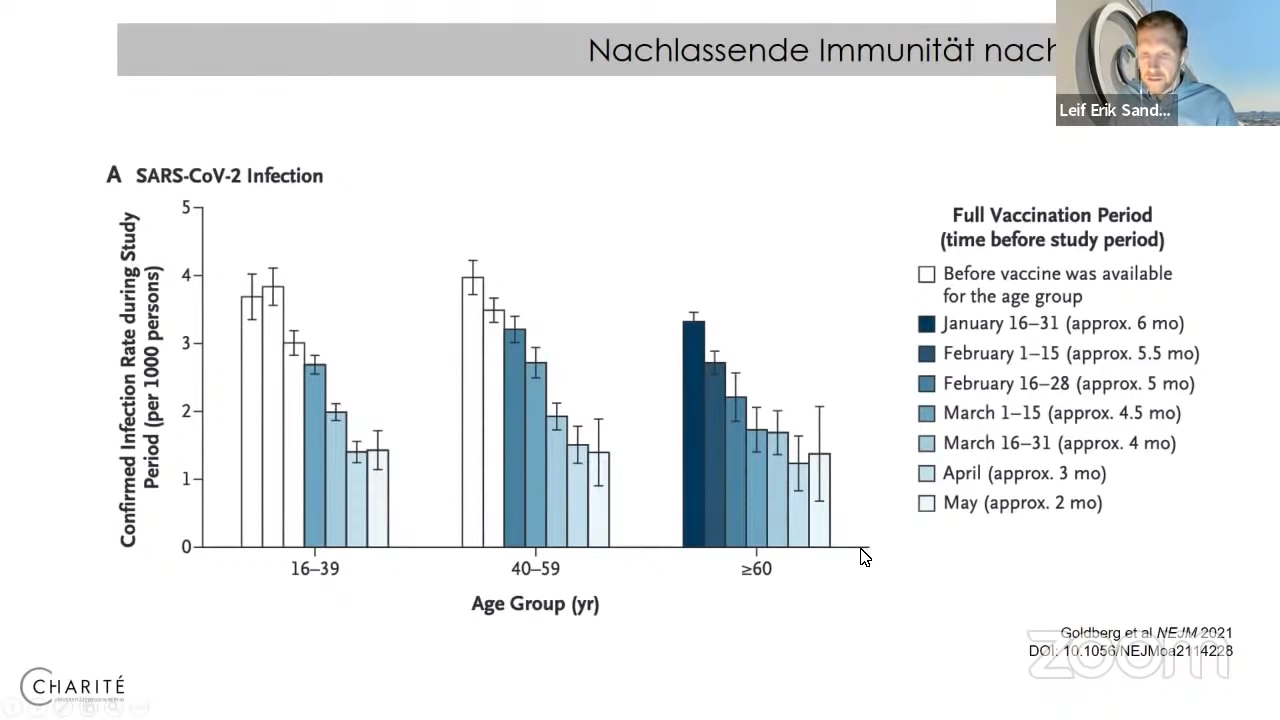 Nachlassende Immunität nach
Leif Erik Sand...
A SARS-CoV-2 Infection
Confirmed Infection Rate during Study
Period (per 1000 persons)
5
4
3
2
1
0
16–39
40–59
≥60
Age Group (yr)
Full Vaccination Period
(time before study period)
Before vaccine was available
for the age group
January 16–31 (approx. 6 mo)
February 1–15 (approx. 5.5 mo)
February 16–28 (approx. 5 mo)
March 1–15 (approx. 4.5 mo)
March 16–31 (approx. 4 mo)
April (approx. 3 mo)
May (approx. 2 mo)
Goldberg et al NEJM 2021
DOI: 10.1056/NEJMoa2114228
zoom
CHARITÉ